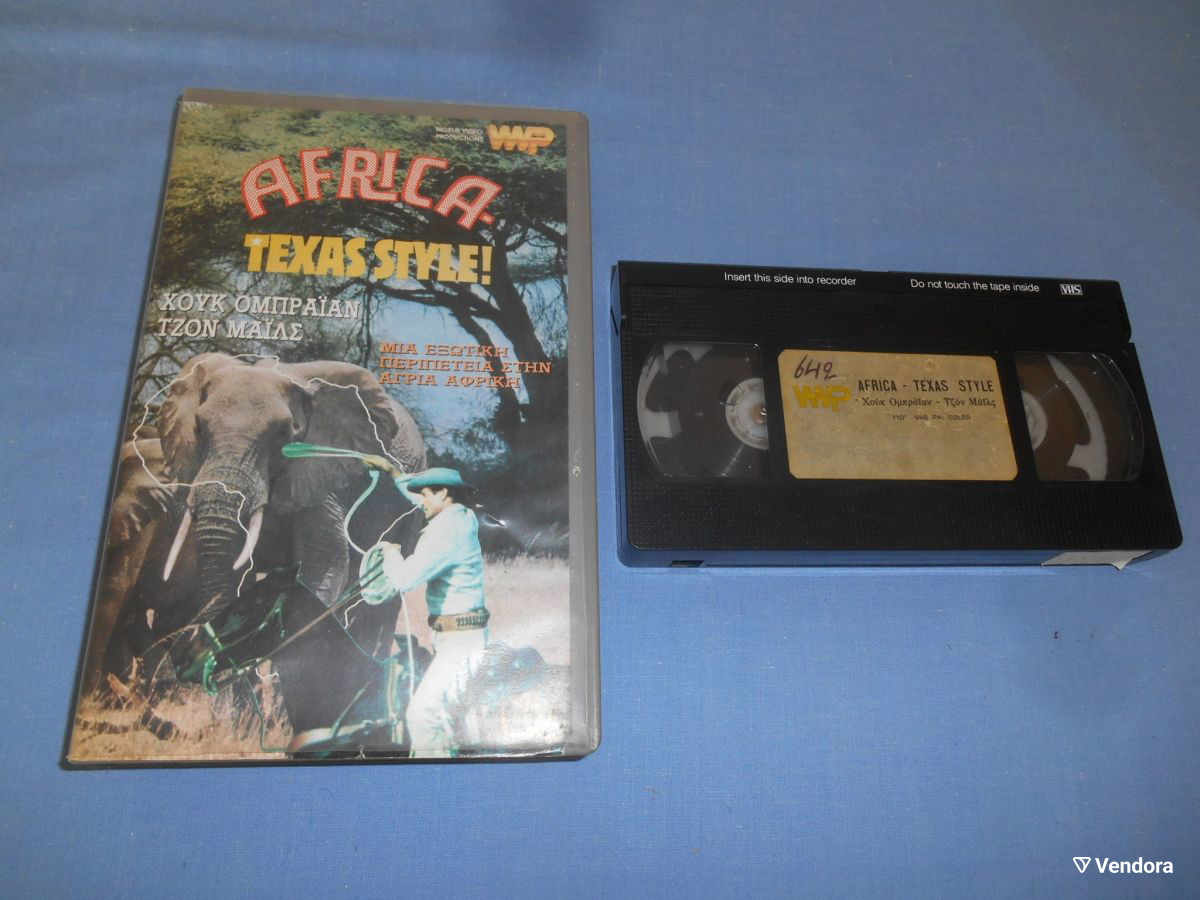 WORLD VIDEO
PRODUCTIONS
WVP
AFRICA-
TEXAS STYLE!
ΧΟΥΚ ΟΜΠΡΑΪΑΝ
ΤΖΟΝ ΜΑΪΛΣ
ΜΙΑ ΕΞΩΤΙΚΗ
ΠΕΡΙΠΕΤΕΙΑ ΣΤΗΝ
ΑΓΡΙΑ ΑΦΡΙΚΗ
Insert this side into recorder
Do not touch the tape inside
VHS
642
WVP
AFRICA - TEXAS STYLE
Χούκ Ομπράϊαν - Τζόν Μάϊλς
110' VHS PAL COLOR
Vendora